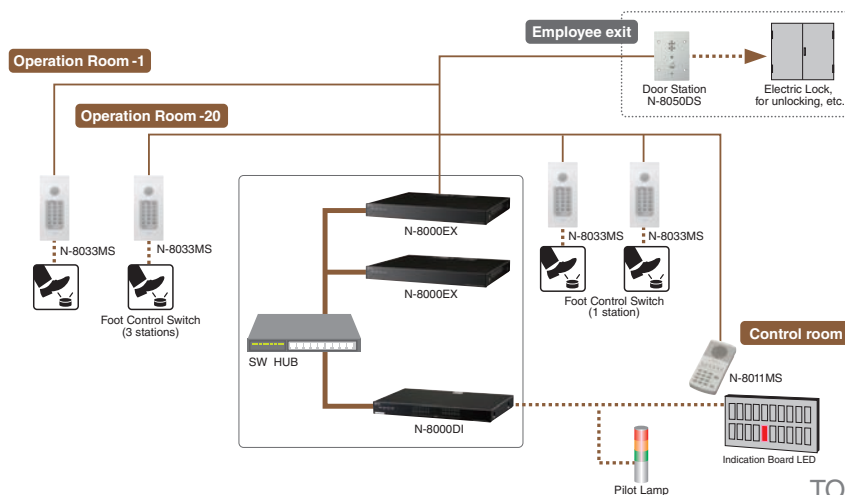 Employee exit
Operation Room -1
Door Station
N-8050DS
Electric Lock,
for unlocking, etc.
Operation Room -20
N-8033MS
N-8033MS
N-8000EX
N-8033MS
N-8033MS
N-8000EX
Foot Control Switch
(3 stations)
Foot Control Switch
(1 station)
Control room
SW HUB
N-8011MS
N-8000DI
Indication Board LED
Pilot Lamp
TO